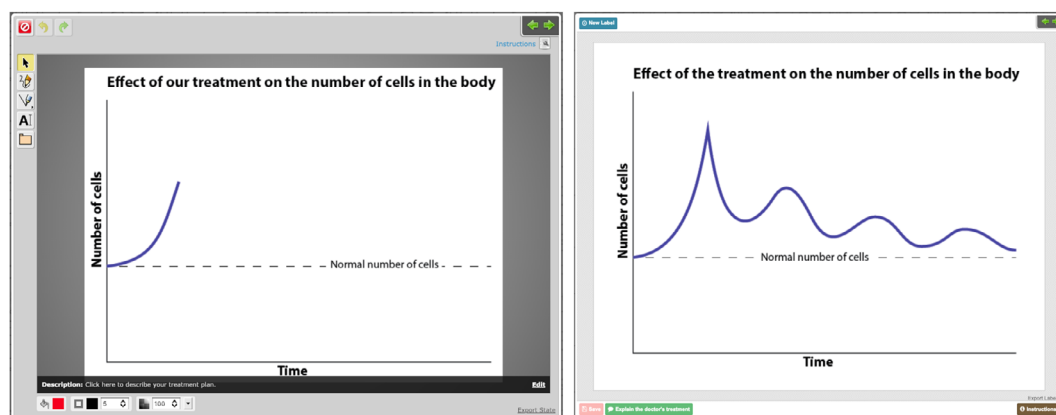 Instructions
Effect of our treatment on the number of cells in the body
Number of cells
Normal number of cells
Time
Description: Click here to describe your treatment plan.
Edit
5
100
Export State
New Label
Effect of the treatment on the number of cells in the body
Number of cells
Normal number of cells
Time
Save
Explain the doctor's treatment
Instructions